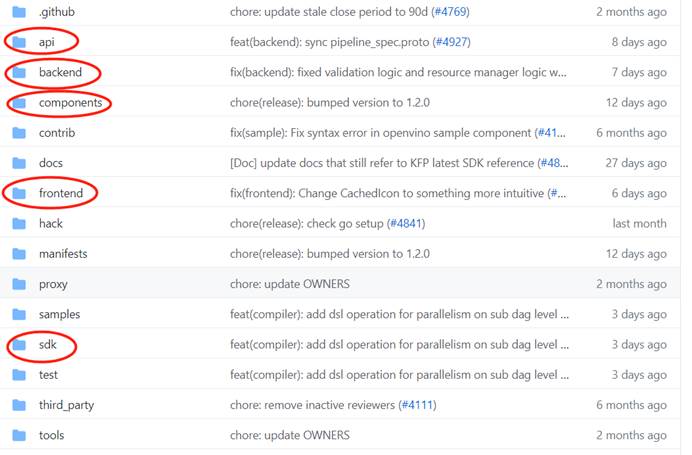 .github chore: update stale close period to 90d (#4769) 2 months ago
api feat(backend): sync pipeline_spec.proto (#4927) 8 days ago
backend fix(backend): fixed validation logic and resource manager logic w... 7 days ago
components chore(release): bumped version to 1.2.0 12 days ago
contrib fix(sample): Fix syntax error in openvino sample component (#41... 6 months ago
docs [Doc] update docs that still refer to KFP latest SDK reference (#48... 27 days ago
frontend fix(frontend): Change CachedIcon to something more intuitive (#... 6 days ago
hack chore(release): check go setup (#4841) last month
manifests chore(release): bumped version to 1.2.0 12 days ago
proxy chore: update OWNERS 2 months ago
samples feat(compiler): add dsl operation for parallelism on sub dag level ... 3 days ago
sdk feat(compiler): add dsl operation for parallelism on sub dag level ... 3 days ago
test feat(compiler): add dsl operation for parallelism on sub dag level ... 3 days ago
third_party chore: remove inactive reviewers (#4111) 6 months ago
tools chore: update OWNERS 2 months ago